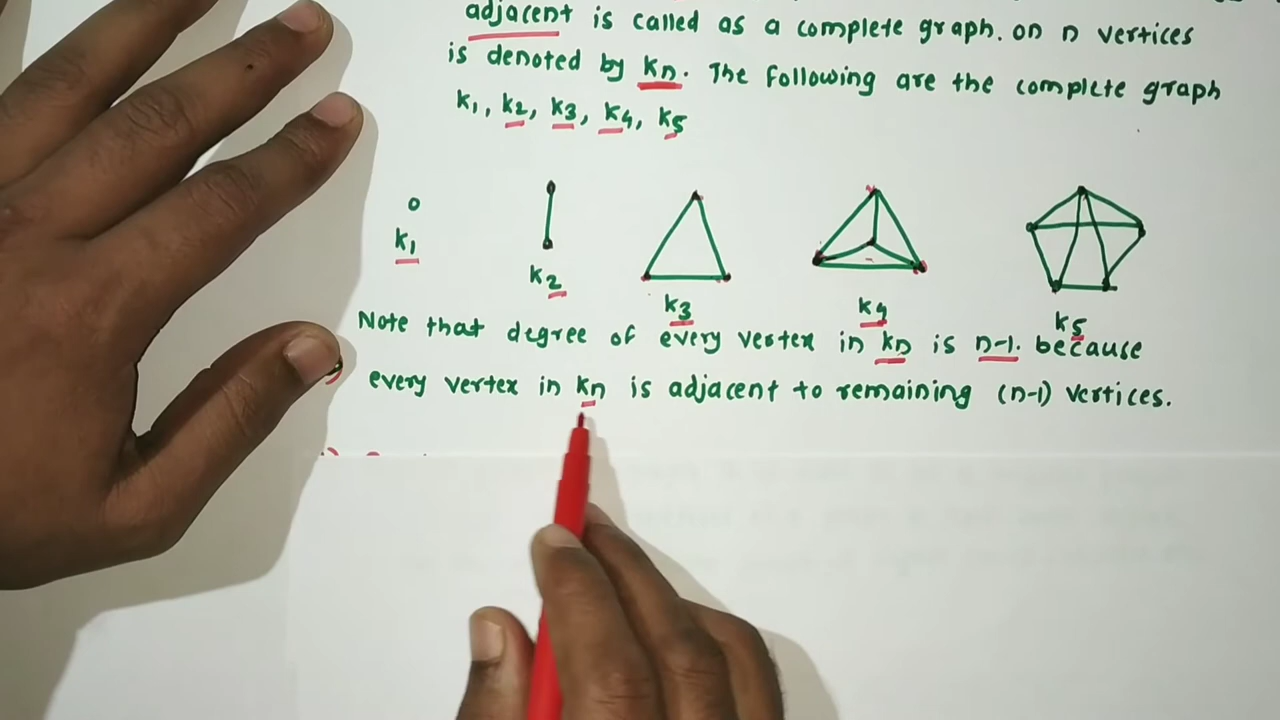 adjacent is called as a complete graph. on n vertices
is denoted by Kn. The following are the complete graph
K1, K2, K3, K4, K5
K1
K2
K3
K4
K5
Note that degree of every vertex in Kn is n-1. because
every vertex in Kn is adjacent to remaining (n-1) vertices.